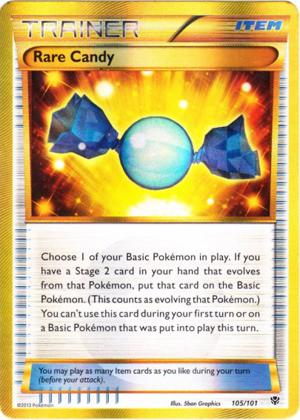 TRAINER
ITEM
Rare Candy
Choose 1 of your Basic Pokémon in play. If you
have a Stage 2 card in your hand that evolves
from that Pokémon, put that card on the Basic
Pokémon. (This counts as evolving that Pokémon.)
You can't use this card during your first turn or on
a Basic Pokémon that was put into play this turn.
You may play as many Item cards as you like during your turn
(before your attack).
©2013 Pokémon
Illus. 5ban Graphics
105/101